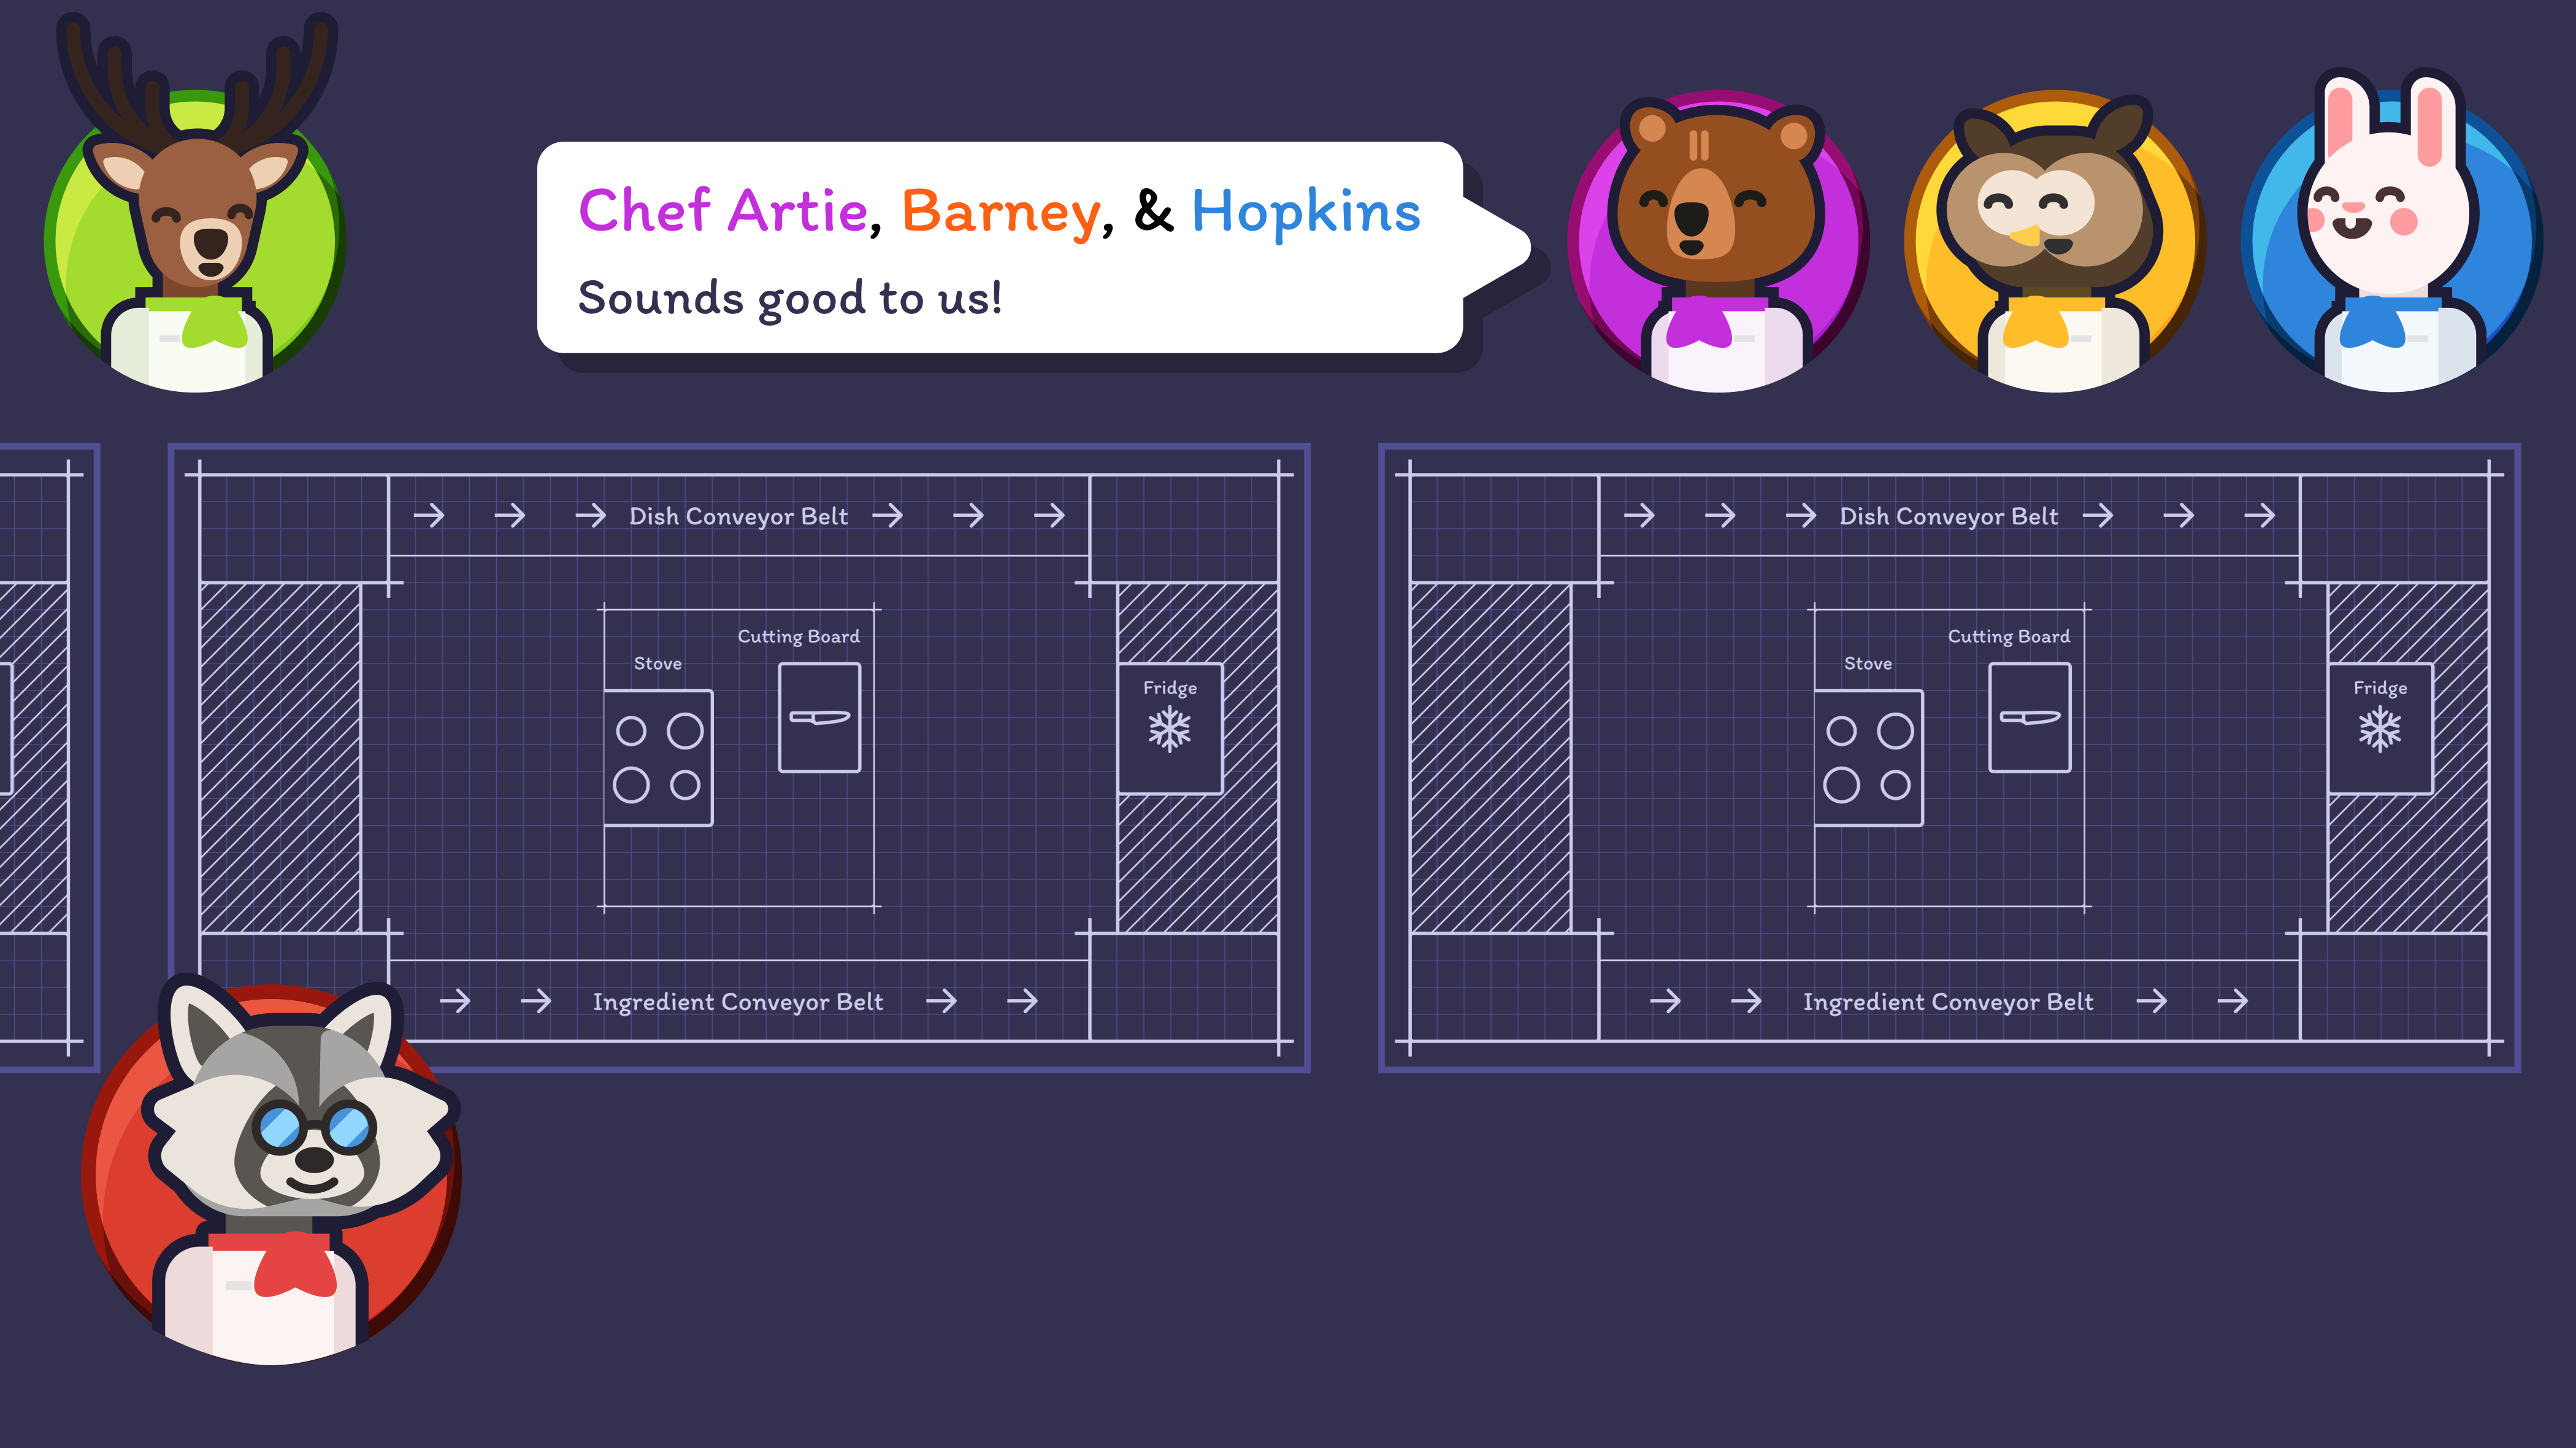 Chef Artie, Barney, & Hopkins
Sounds good to us!
Dish Conveyor Belt
Cutting Board
Stove
Fridge
Ingredient Conveyor Belt
Dish Conveyor Belt
Cutting Board
Stove
Fridge
Ingredient Conveyor Belt